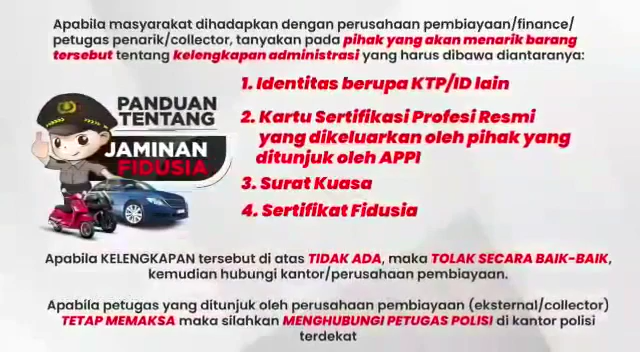 Apabila masyarakat dihadapkan dengan perusahaan pembiayaan/finance/
petugas penarik/collector, tanyakan pada pihak yang akan menarik barang
tersebut tentang kelengkapan administrasi yang harus dibawa diantaranya:
PANDUAN
TENTANG
JAMINAN
FIDUSIA
1. Identitas berupa KTP/ID lain
2. Kartu Sertifikasi Profesi Resmi
yang dikeluarkan oleh pihak yang
ditunjuk oleh APPI
3. Surat Kuasa
4. Sertifikat Fidusia
Apabila KELENGKAPAN tersebut di atas TIDAK ADA, maka TOLAK SECARA BAIK-BAIK,
kemudian hubungi kantor/perusahaan pembiayaan.
Apabila petugas yang ditunjuk oleh perusahaan pembiayaan (eksternal/collector)
TETAP MEMAKSA maka silahkan MENGHUBUNGI PETUGAS POLISI di kantor polisi
terdekat